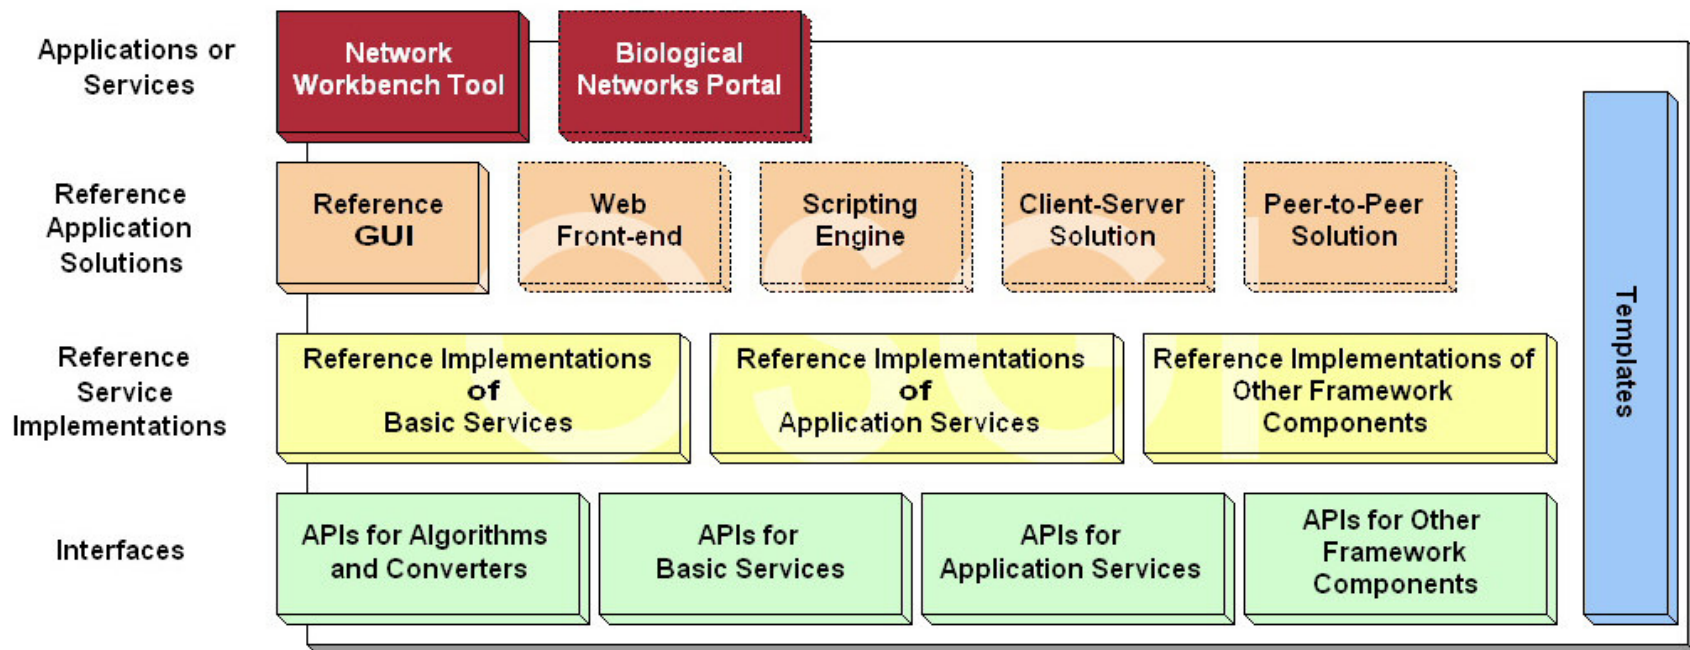 Applications or
Services
Network
Workbench Tool
Biological
Networks Portal
Reference
Application
Solutions
Reference
GUI
Web
Front-end
Scripting
Engine
Client-Server
Solution
Peer-to-Peer
Solution
Templates
Reference
Service
Implementations
Reference Implementations
of
Basic Services
Reference Implementations
of
Application Services
Reference Implementations of
Other Framework
Components
Interfaces
APIs for Algorithms
and Converters
APIs for
Basic Services
APIs for
Application Services
APIs for Other
Framework
Components
OSGI